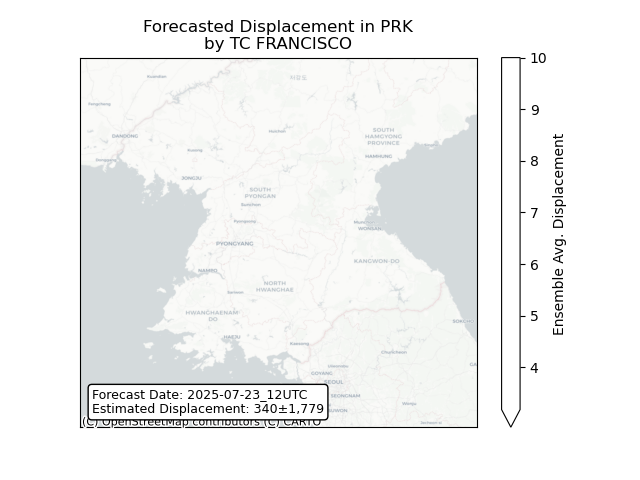 Forecasted Displacement in PRK
by TC FRANCISCO
10
9
8
7
6
5
4
Ensemble Avg. Displacement
DANDONG
SOUTH
HAMGYONG
PROVINCE
HAMHUNG
SOUTH
PYONGAN
WONSAN
PYONGYANG
KANGWON-DO
NAMPO
NORTH
HWANGHAE
HWANGHAENAM-
DO
HAEJU
SEOUL
Forecast Date: 2025-07-23_12UTC
Estimated Displacement: 340±1,779
(C) OpenStreetMap contributors (C) CARTO